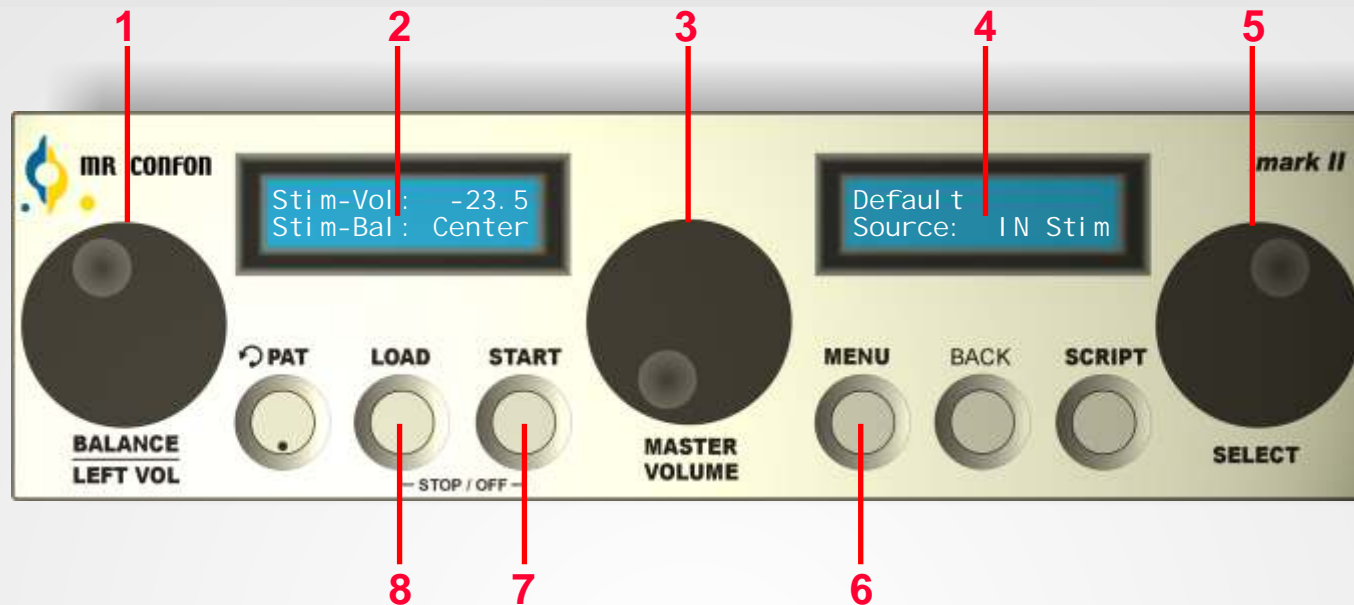 1 2 3 4 5
MR CONFON
mark II
Stim-Vol: -23.5
Stim-Bal: Center
Default
Source: IN Stim
PAT LOAD START
MENU BACK SCRIPT
BALANCE
LEFT VOL
MASTER
VOLUME
SELECT
STOP / OFF
8 7 6